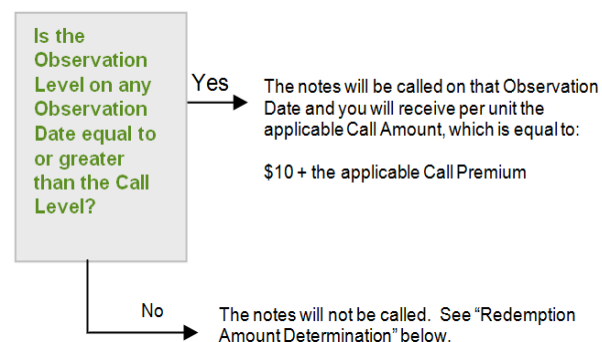 Is the
Observation
Level on any
Observation
Date equal to
or greater
than the Call
Level?
Yes
The notes will be called on that Observation
Date and you will receive per unit the
applicable Call Amount, which is equal to:
$10 + the applicable Call Premium
No
The notes will not be called.  See “Redemption
Amount Determination” below.